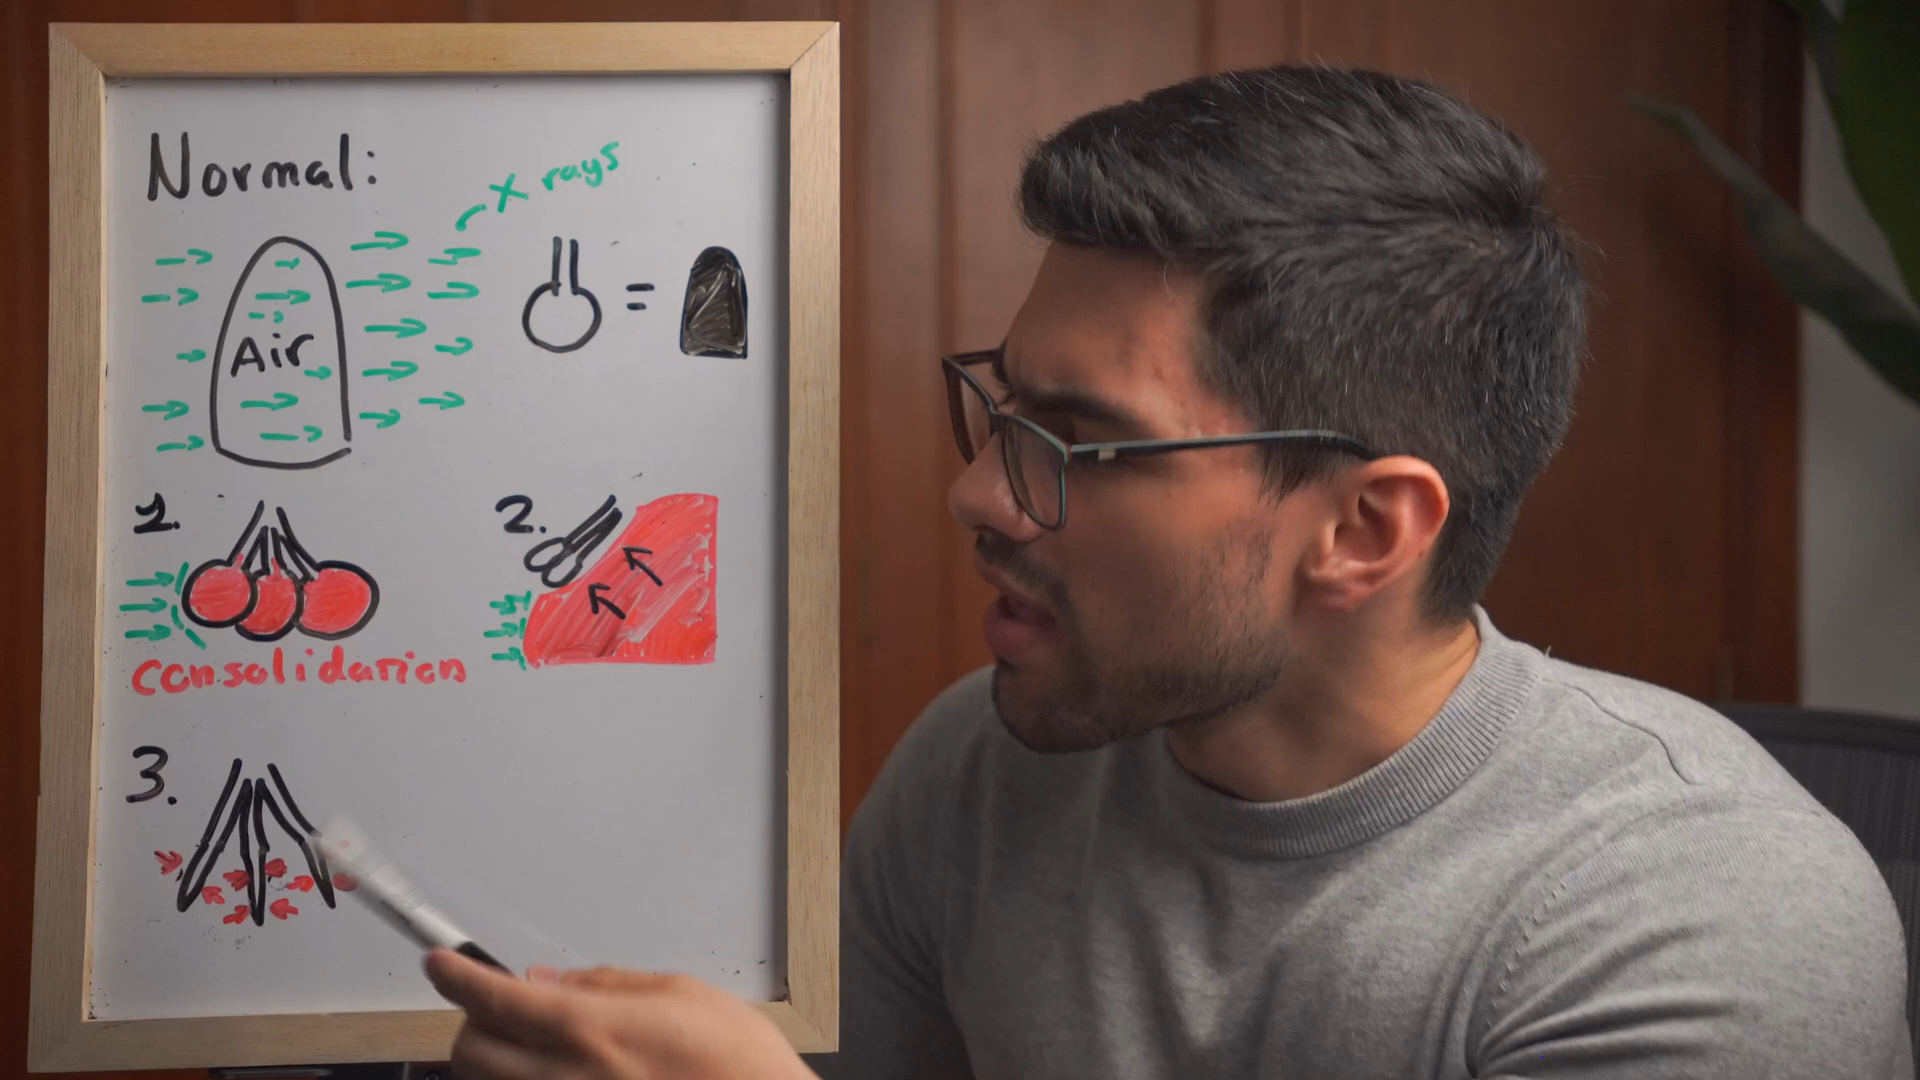 Normal:
X rays
Air
=
1.
2.
consolidation
3.